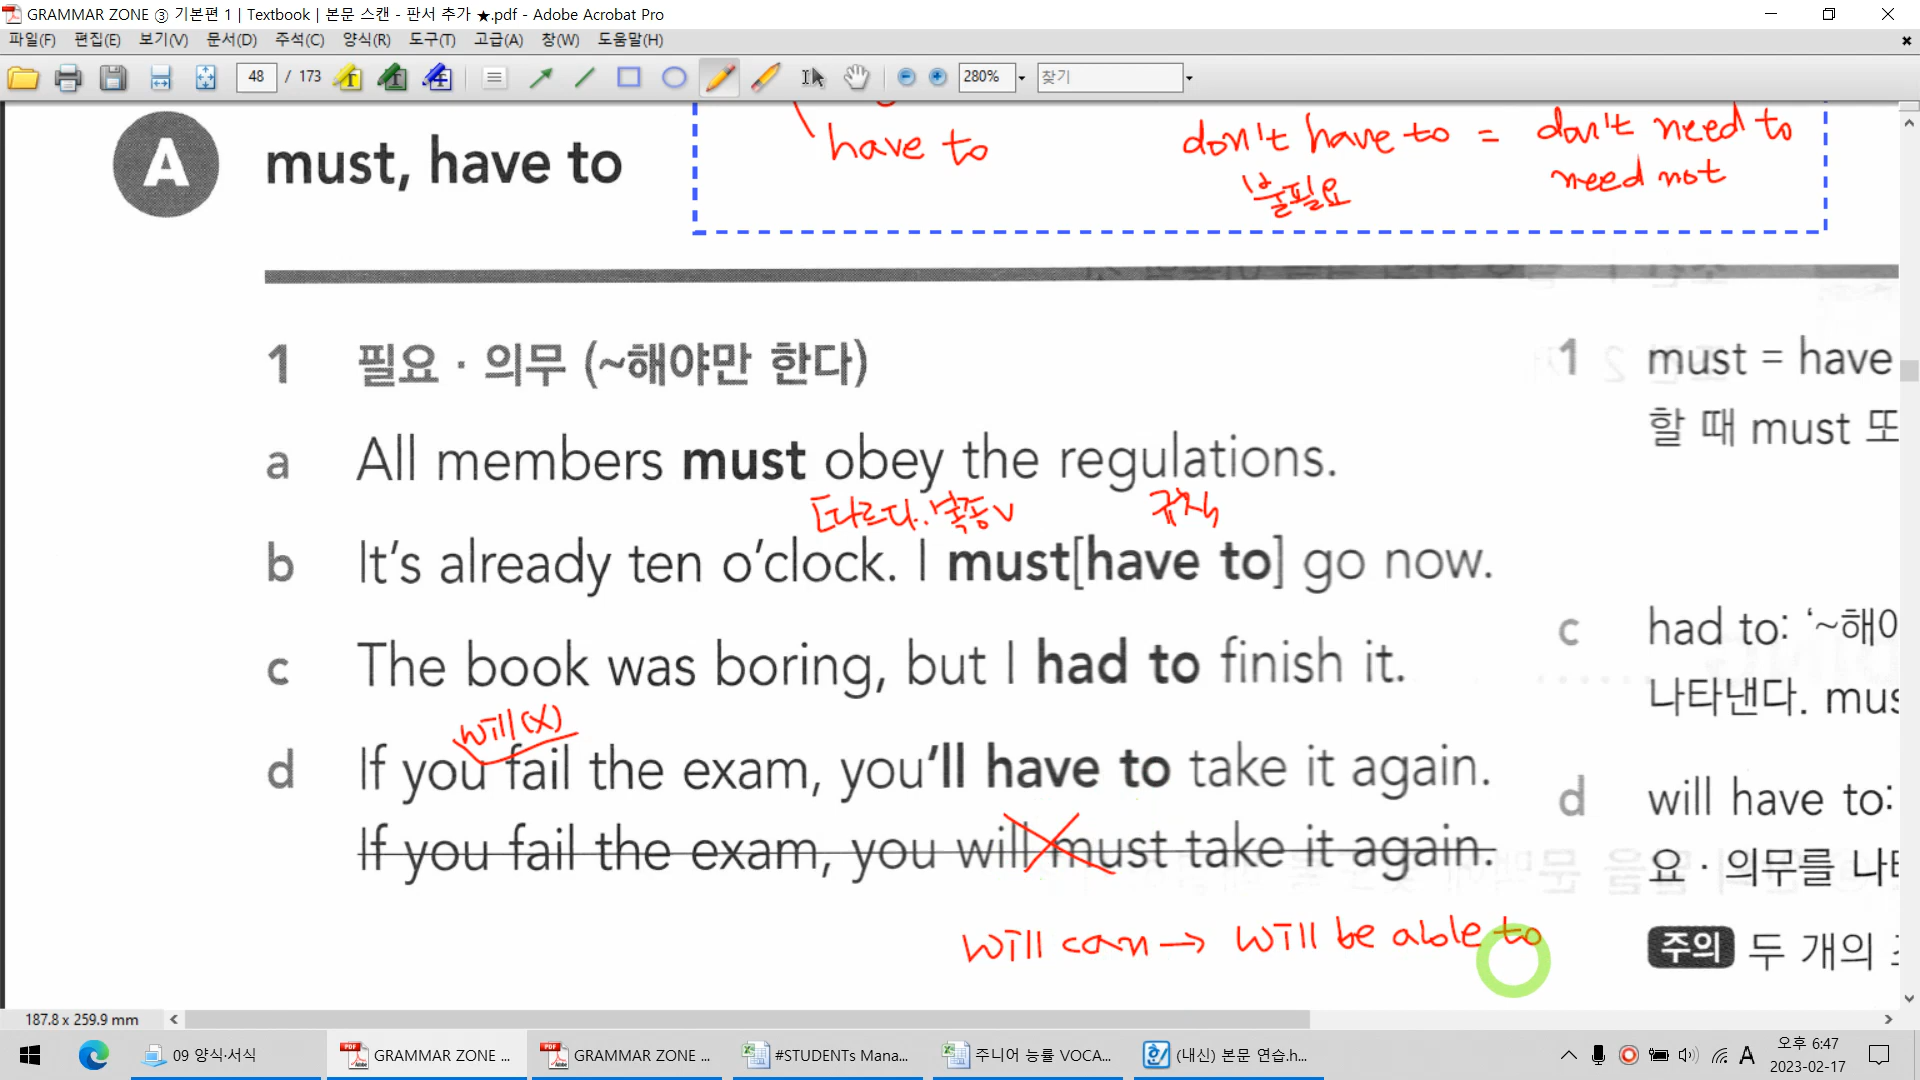 GRAMMAR ZONE ③ 기본편 1 | Textbook | 본문 스캔 - 판서 추가 ★.pdf - Adobe Acrobat Pro
파일(F) 편집(E) 보기(V) 문서(D) 주석(C) 양식(R) 도구(T) 고급(A) 창(W) 도움말(H)
48 / 173 280% 찾기
A must, have to
have to
don't have to = don't need to
불필요 need not
1 필요 · 의무 (~해야만 한다)
a All members must obey the regulations.
[따르다. 복종V 규칙
b It's already ten o'clock. I must[have to] go now.
c The book was boring, but I had to finish it.
will(X)
d If you fail the exam, you'll have to take it again.
If you fail the exam, you will must take it again.
will can → will be able to
1 must = have
할 때 must 또
c had to: '~해0
나타낸다. mus
d will have to:
요 · 의무를 나
주의 두 개의
187.8 x 259.9 mm
09 양식·서식
GRAMMAR ZONE ...
GRAMMAR ZONE ...
#STUDENTs Mana...
주니어 능률 VOCA...
(내신) 본문 연습.h...
A
오후 6:47
2023-02-17